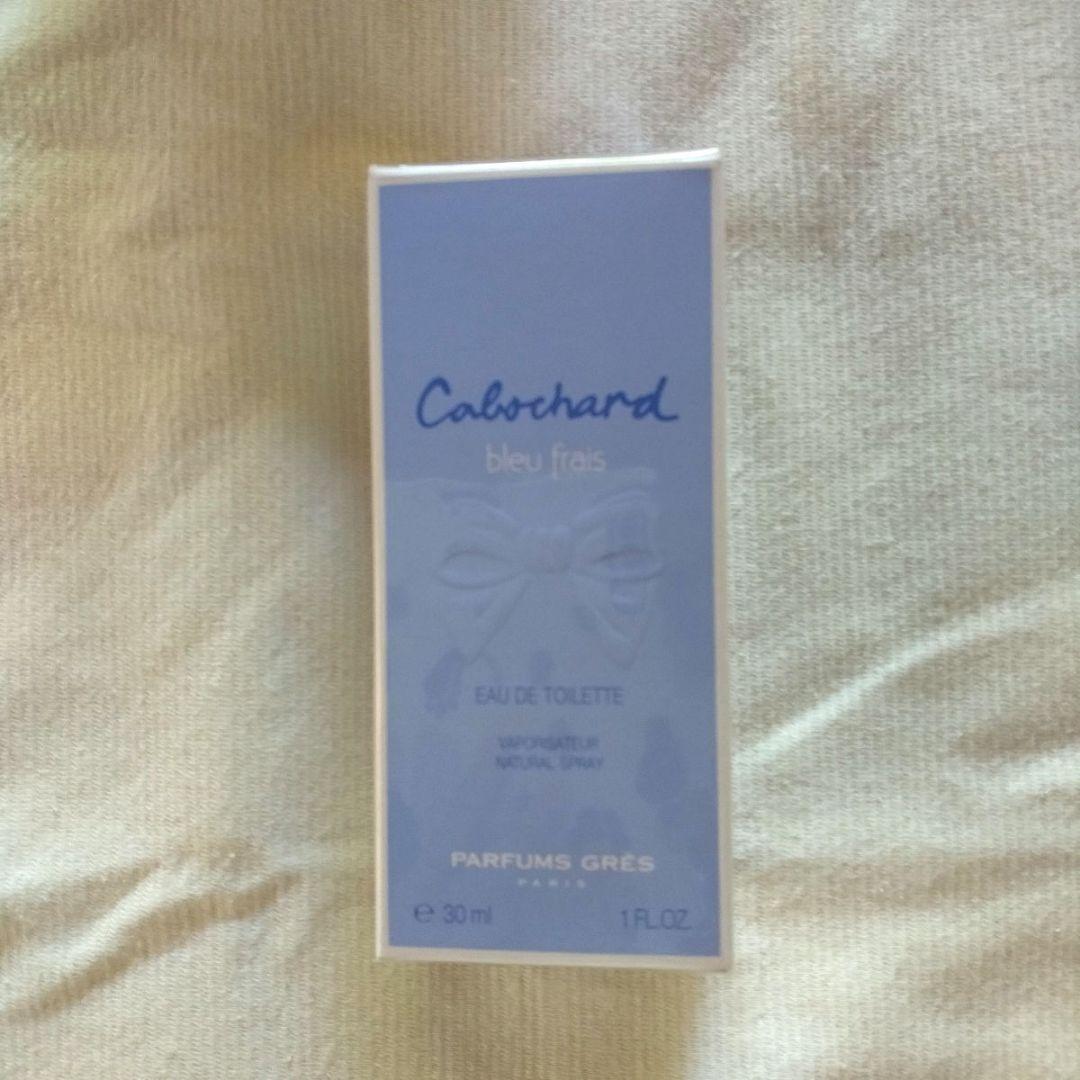 Cabochard
bleu frais
EAU DE TOILETTE
VAPORISATEUR
NATURAL SPRAY
PARFUMS GRÈS
PARIS
e 30 ml
1 FL.OZ.